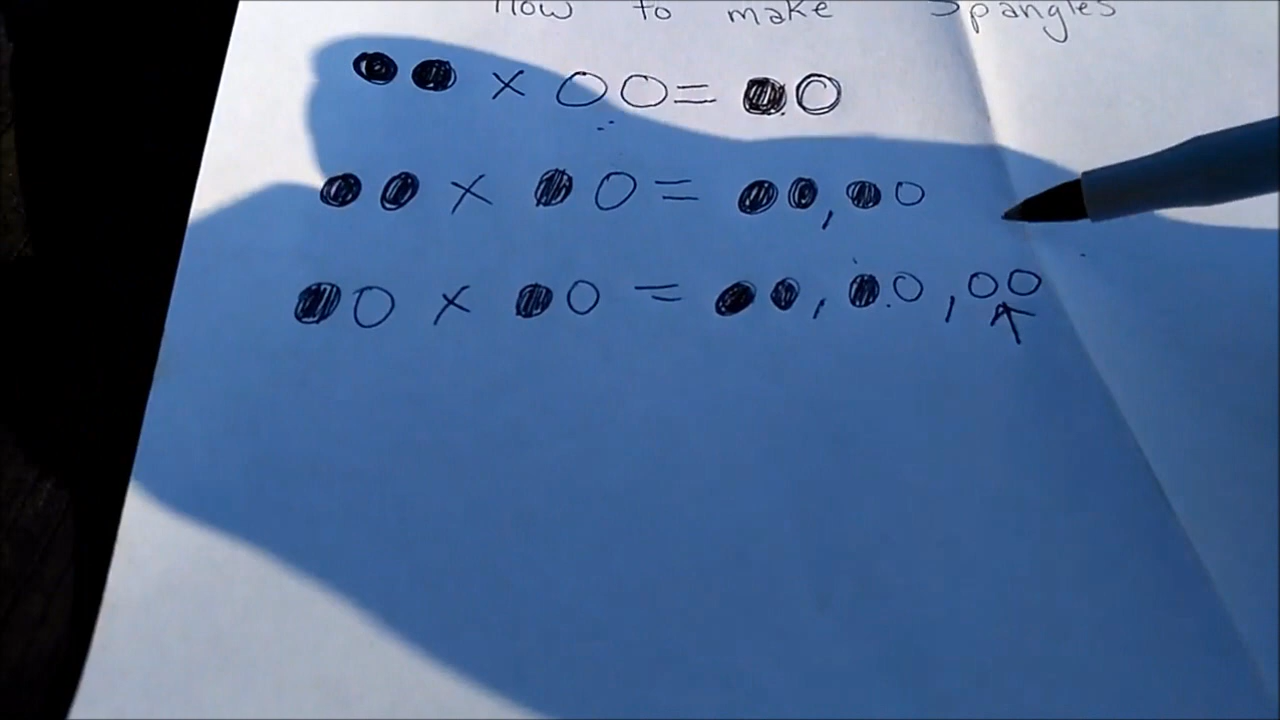 How to make Spangles
●● × ○○ = ●○
●● × ●○ = ●●, ●○
●○ × ●○ = ●●, ●○, ○○